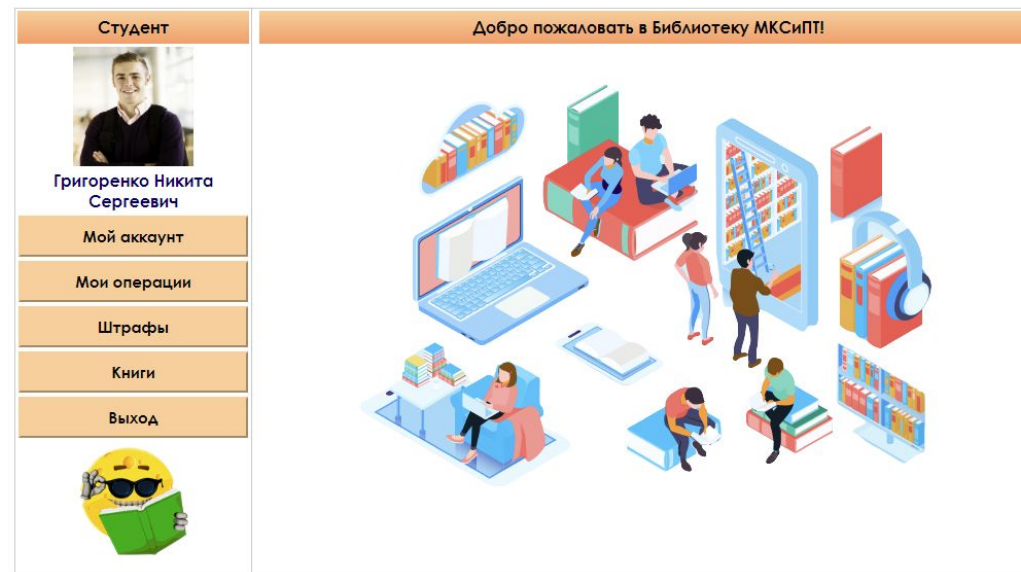 Студент
Добро пожаловать в Библиотеку МКСиПТ!
Григоренко Никита
Сергеевич
Мой аккаунт
Мои операции
Штрафы
Книги
Выход